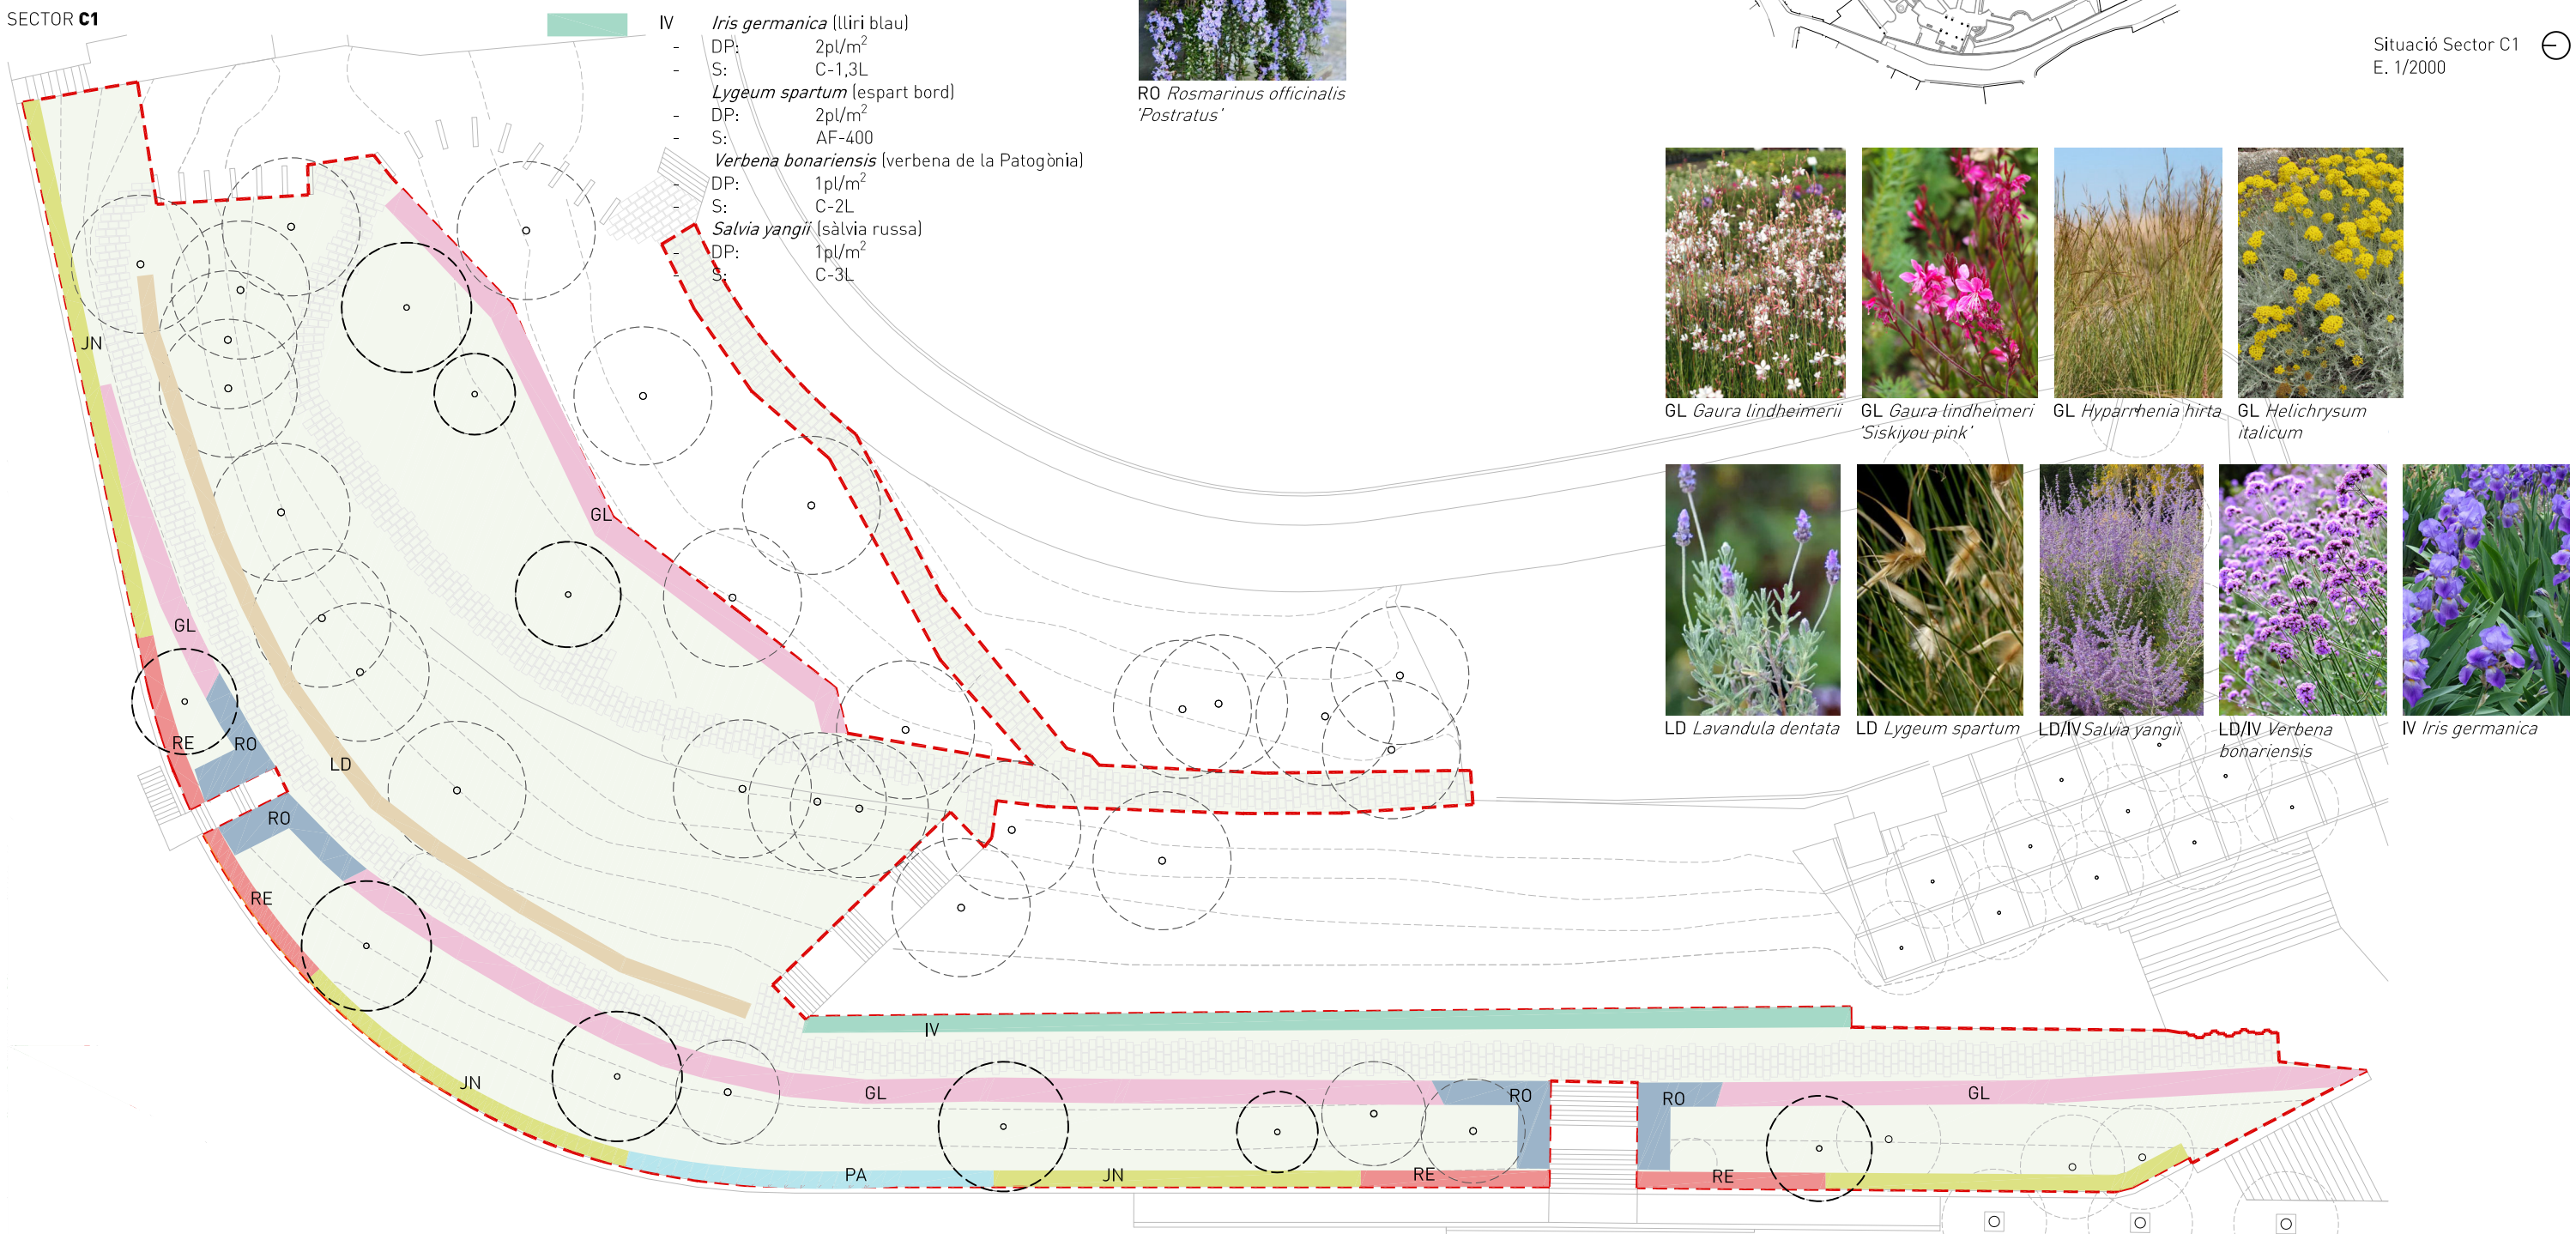 SECTOR C1
IV Iris germanica (lliri blau)
- DP: 2pl/m²
- S: C-1,3L
Lygeum spartum (espart bord)
- DP: 2pl/m²
- S: AF-400
Verbena bonariensis (verbena de la Patogònia)
- DP: 1pl/m²
- S: C-2L
Salvia yangii (sàlvia russa)
- DP: 1pl/m²
- S: C-3L
RO Rosmarinus officinalis
'Postratus'
Situació Sector C1
E. 1/2000
GL Gaura lindheimerii
GL Gaura lindheimeri
'Siskiyou pink'
GL Hyparrhenia hirta
GL Helichrysum
italicum
LD Lavandula dentata
LD Lygeum spartum
LD/IV Salvia yangii
LD/IV Verbena
bonariensis
IV Iris germanica
JN
GL
GL
RE
RO
LD
RO
RE
IV
JN
GL
RO
RO
GL
PA
JN
RE
RE